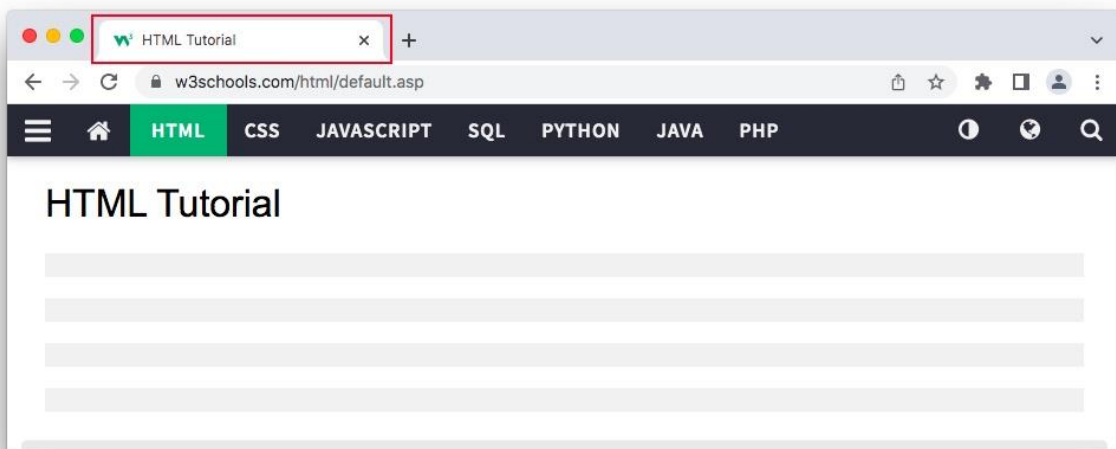 HTML Tutorial
w3schools.com/html/default.asp
HTML CSS JAVASCRIPT SQL PYTHON JAVA PHP
HTML Tutorial